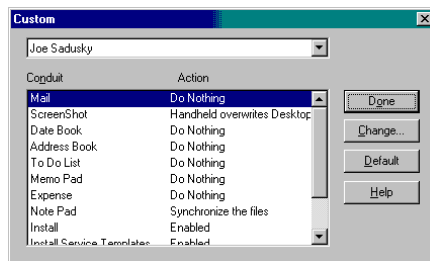 Custom
Joe Sadusky
Conduit Action
Mail Do Nothing
ScreenShot Handheld overwrites Desktop
Date Book Do Nothing
Address Book Do Nothing
To Do List Do Nothing
Memo Pad Do Nothing
Expense Do Nothing
Note Pad Synchronize the files
Install Enabled
Install Service Templates Enabled
Done
Change...
Default
Help